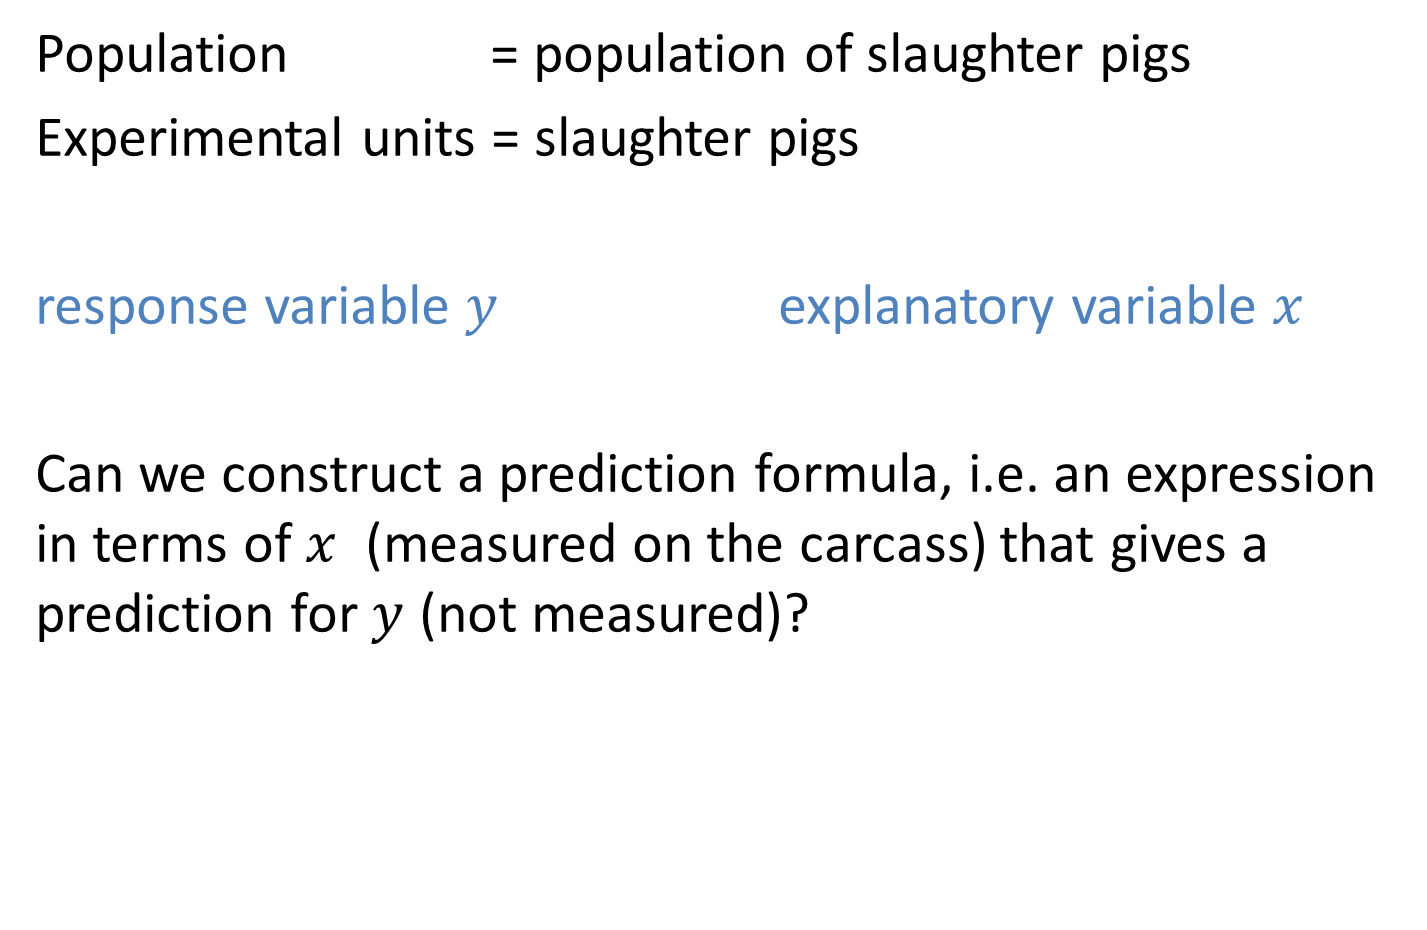 Population = population of slaughter pigs
Experimental units = slaughter pigs
response variable y explanatory variable x
Can we construct a prediction formula, i.e. an expression
in terms of x (measured on the carcass) that gives a
prediction for y (not measured)?